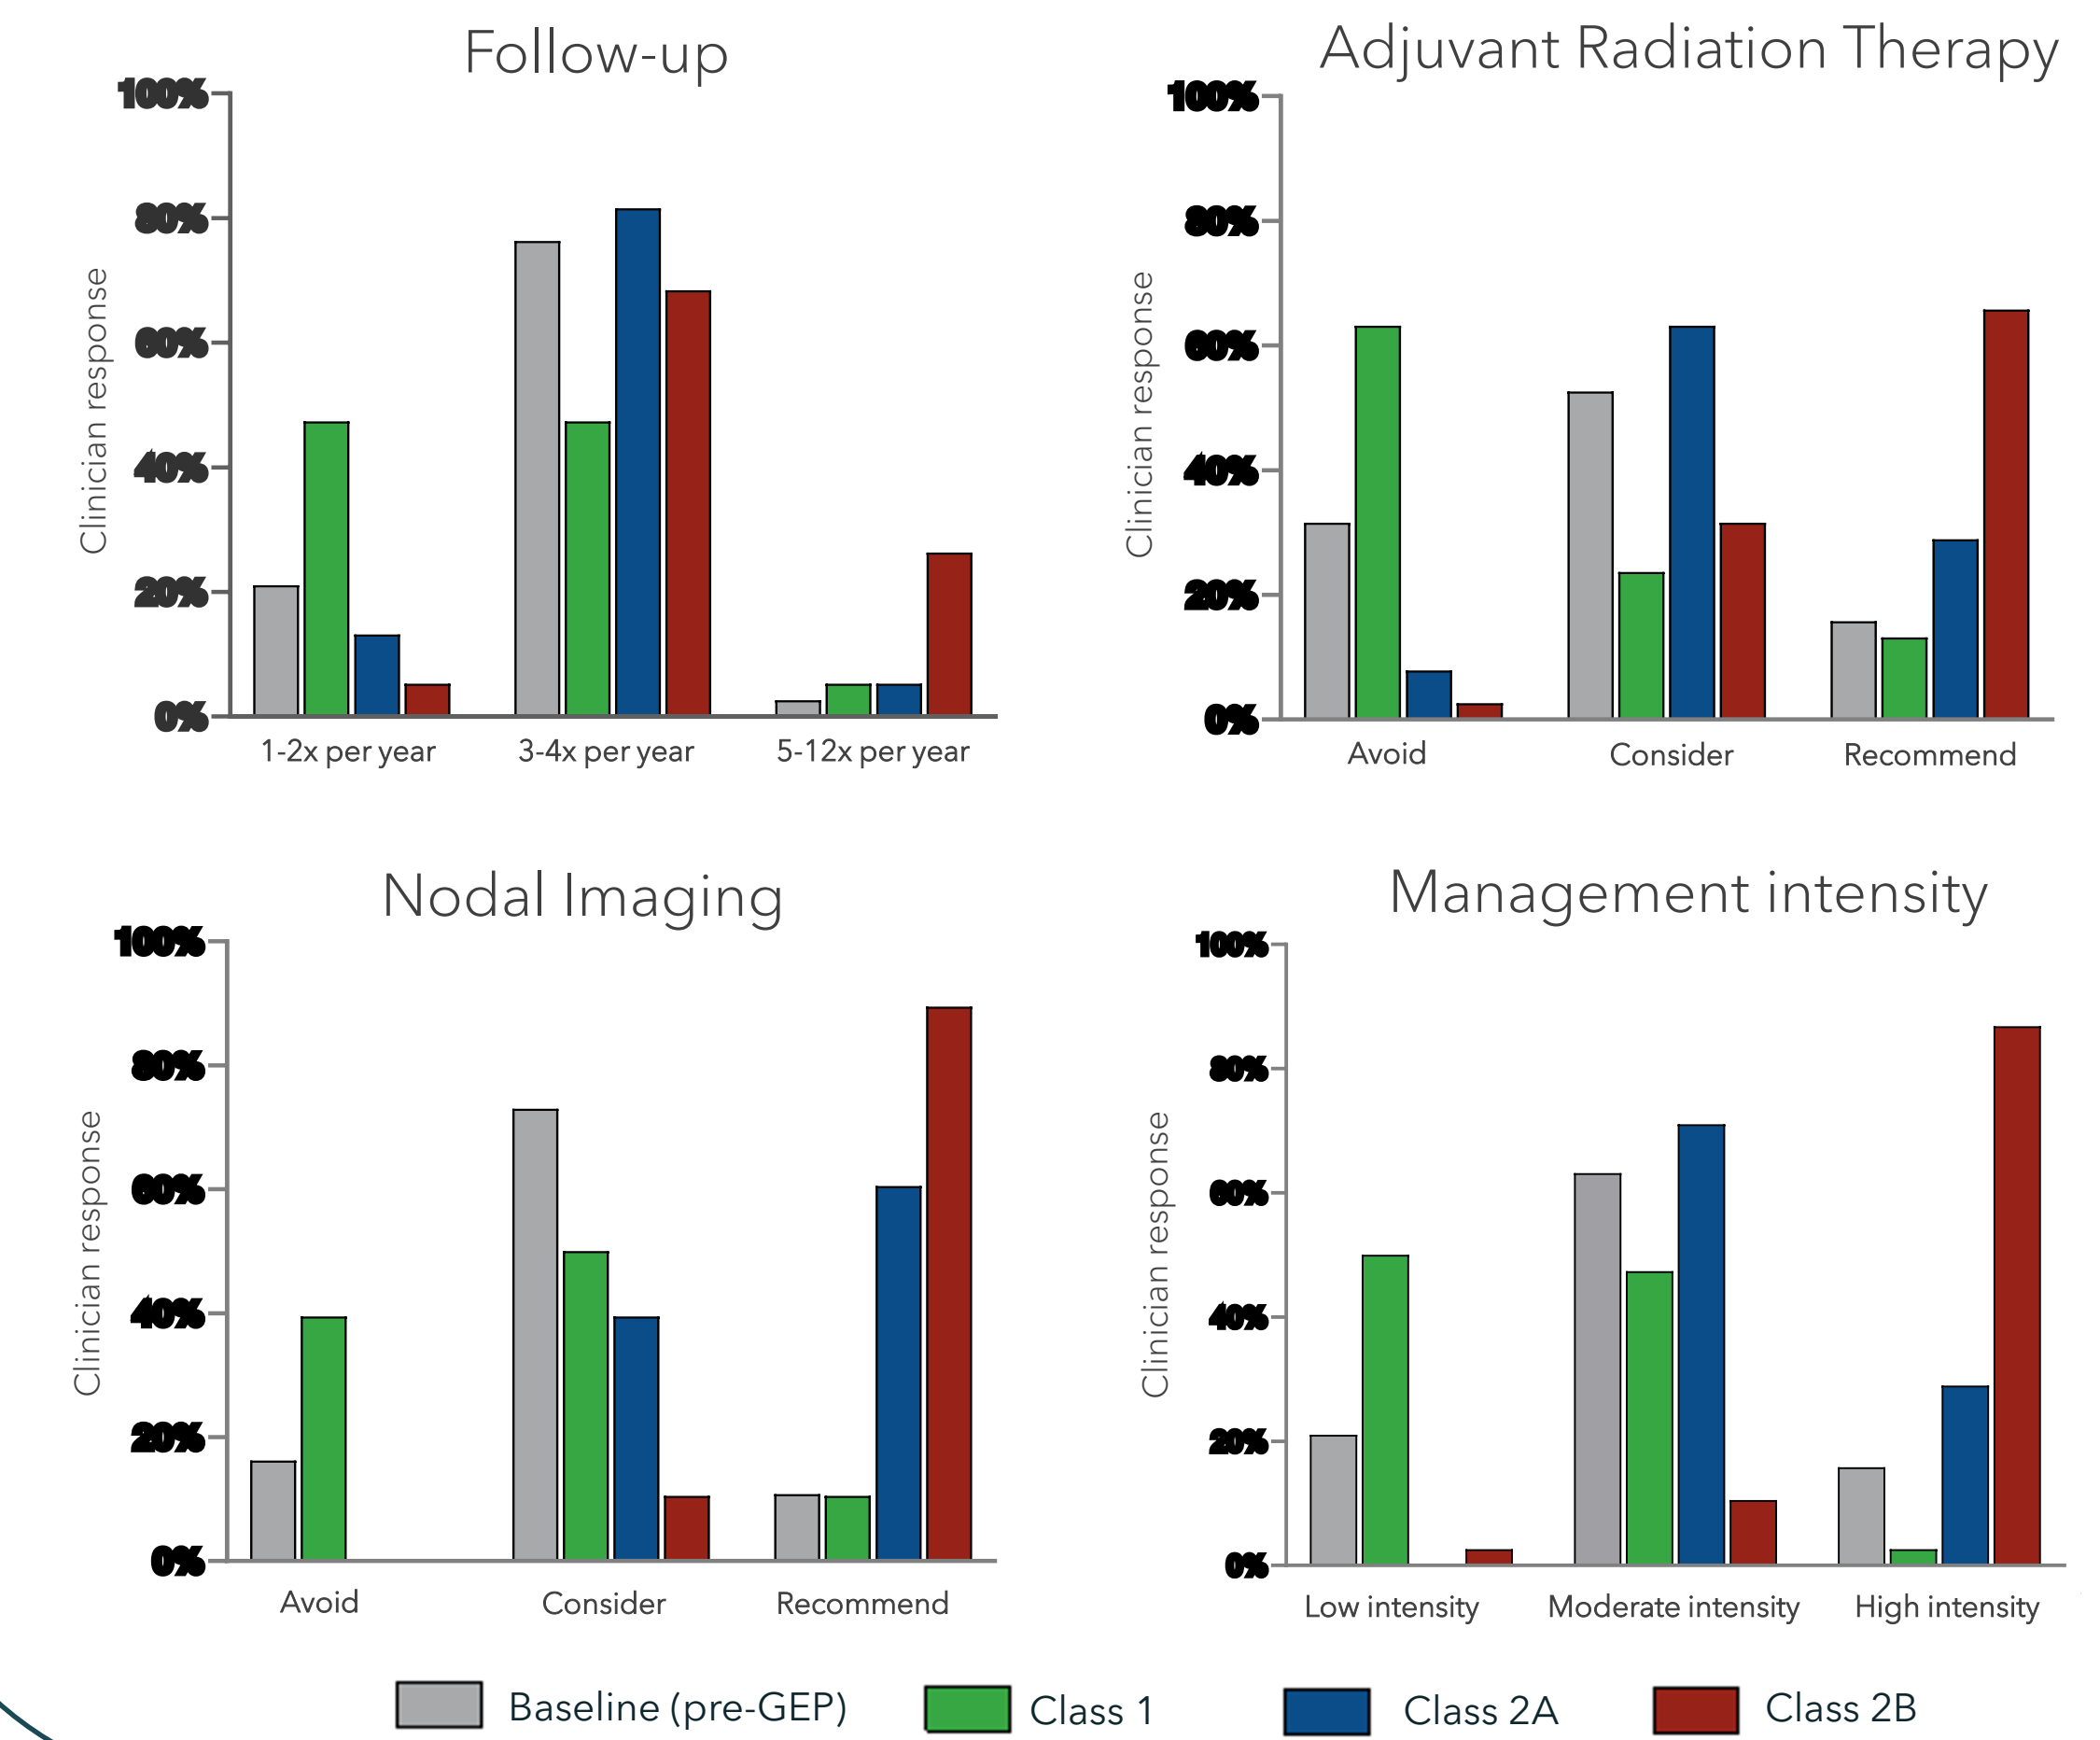 Follow-up
Clinician response
100%
80%
60%
40%
20%
0%
1-2x per year
3-4x per year
5-12x per year
Adjuvant Radiation Therapy
Clinician response
100%
80%
60%
40%
20%
0%
Avoid
Consider
Recommend
Nodal Imaging
Clinician response
100%
80%
60%
40%
20%
0%
Avoid
Consider
Recommend
Management intensity
Clinician response
100%
80%
60%
40%
20%
0%
Low intensity
Moderate intensity
High intensity
Baseline (pre-GEP)
Class 1
Class 2A
Class 2B